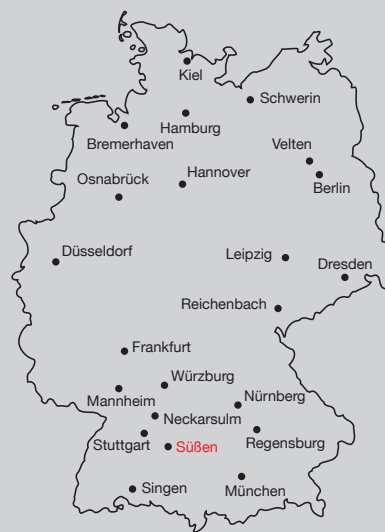 Kiel
Schwerin
Hamburg
Bremerhaven
Velten
Hannover
Osnabrück
Berlin
Düsseldorf
Leipzig
Dresden
Reichenbach
Frankfurt
Würzburg
Mannheim
Nürnberg
Neckarsulm
Stuttgart
Süßen
Regensburg
Singen
München